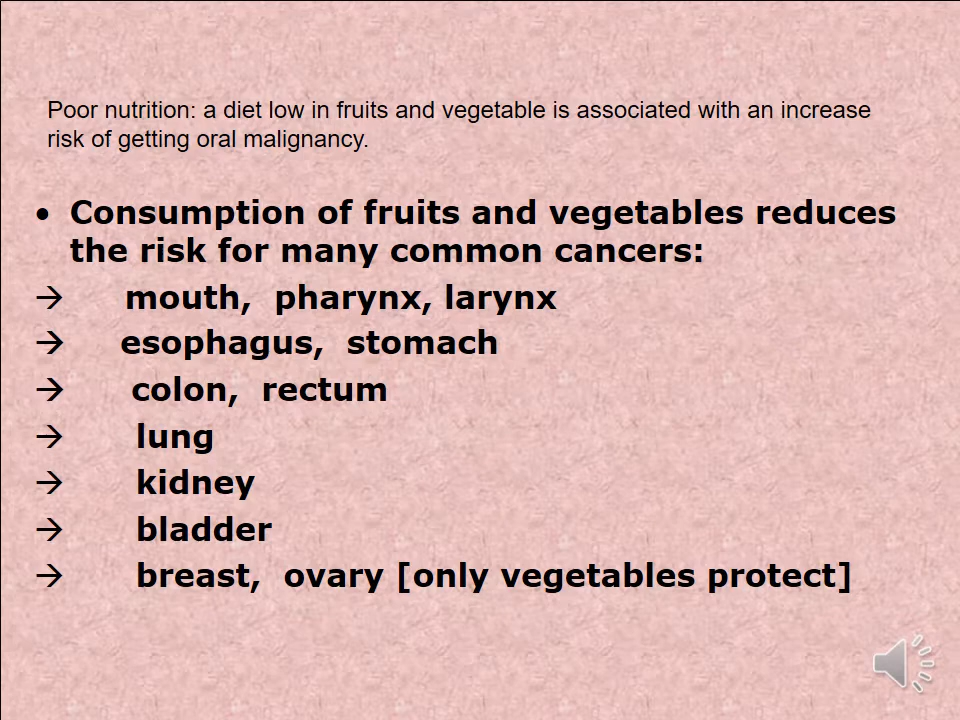 Poor nutrition: a diet low in fruits and vegetable is associated with an increase
risk of getting oral malignancy.
• Consumption of fruits and vegetables reduces
the risk for many common cancers:
→ mouth, pharynx, larynx
→ esophagus, stomach
→ colon, rectum
→ lung
→ kidney
→ bladder
→ breast, ovary [only vegetables protect]